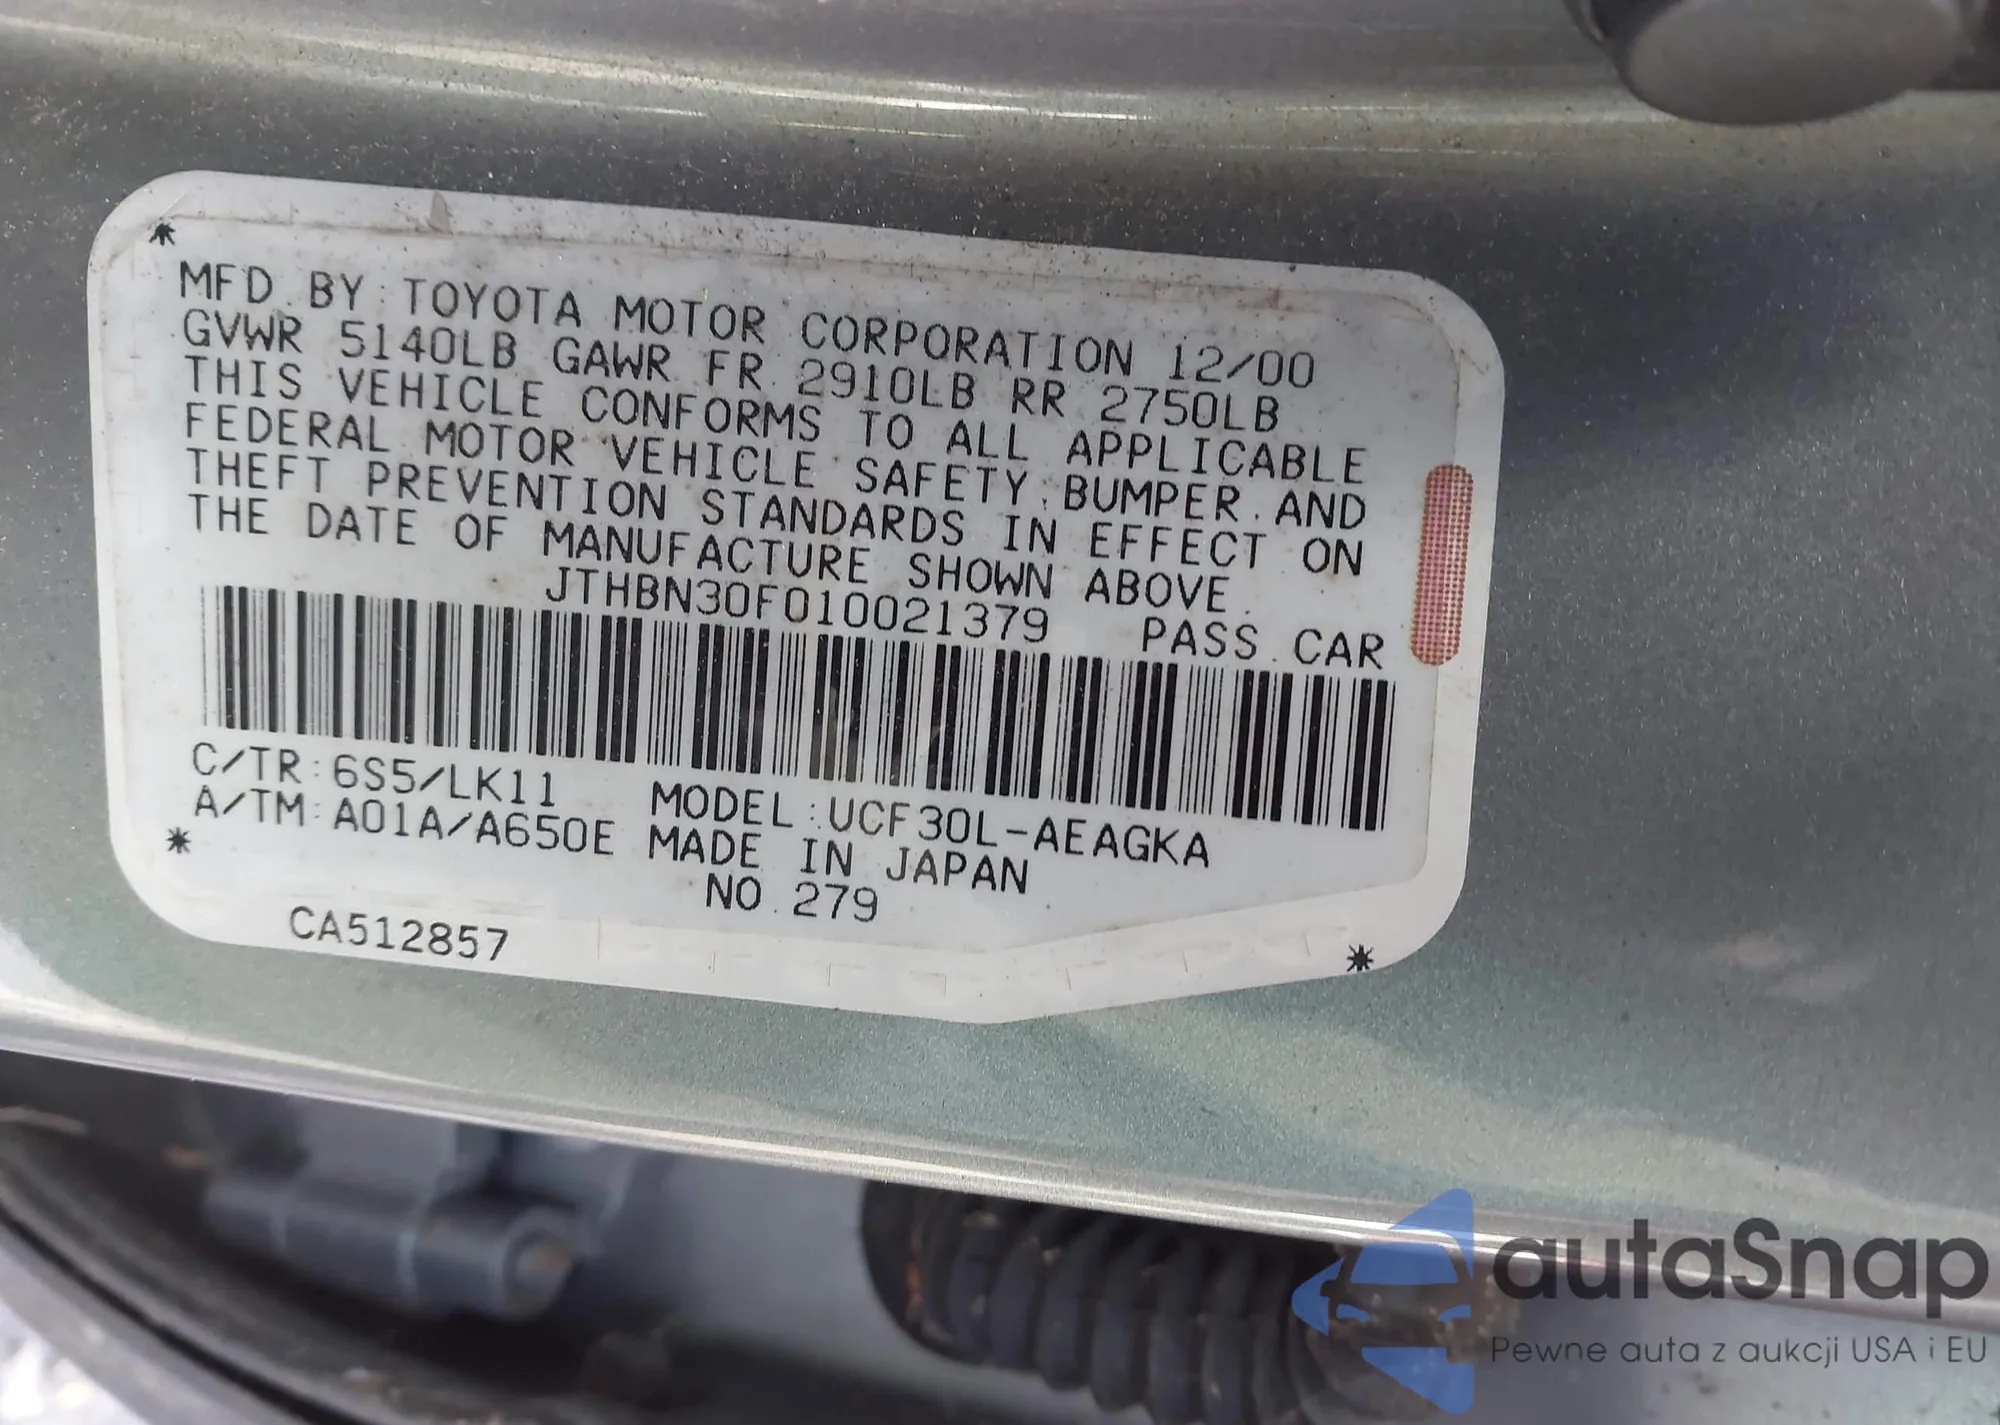 MFD. BY: TOYOTA MOTOR CORPORATION 12/00
GVWR 5140LB GAWR FR. 2910LB RR 2750LB
THIS VEHICLE CONFORMS TO ALL APPLICABLE
FEDERAL MOTOR VEHICLE SAFETY, BUMPER, AND
THEFT PREVENTION STANDARDS IN EFFECT ON
THE DATE OF MANUFACTURE SHOWN ABOVE.
JTHBN30F010021379 PASS. CAR
C/TR: 6S5/LK11 MODEL: UCF30L-AEAGKA
A/TM: A01A/A650E MADE IN JAPAN
NO. 279
CA512857
autaSnap
Pewne auta z aukcji USA i EU